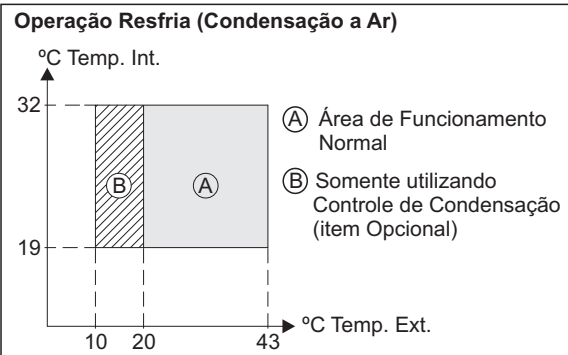 Operação Resfria (Condensação a Ar)
ºC Temp. Int.
32
19
B
A
A Área de Funcionamento
Normal
B Somente utilizando
Controle de Condensação
(item Opcional)
ºC Temp. Ext.
10 20 43